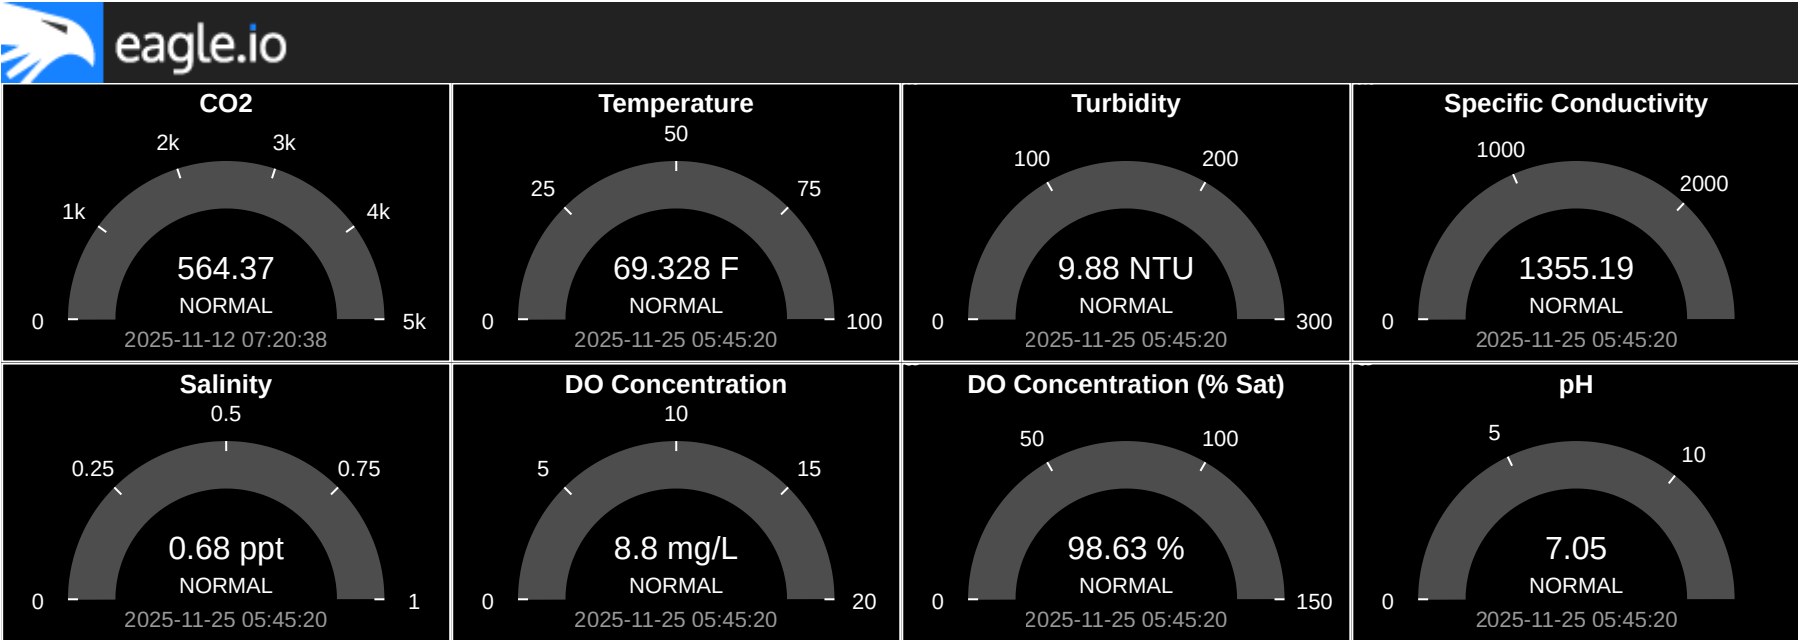 eagle.io
CO2
2k 3k
1k 4k
564.37
NORMAL
0 5k
2025-11-12 07:20:38
Temperature
50
25 75
69.328 F
NORMAL
0 100
2025-11-25 05:45:20
Turbidity
100 200
9.88 NTU
NORMAL
0 300
2025-11-25 05:45:20
Specific Conductivity
1000
2000
1355.19
NORMAL
0
2025-11-25 05:45:20
Salinity
0.5
0.25 0.75
0.68 ppt
NORMAL
0 1
2025-11-25 05:45:20
DO Concentration
10
5 15
8.8 mg/L
NORMAL
0 20
2025-11-25 05:45:20
DO Concentration (% Sat)
50 100
98.63 %
NORMAL
0 150
2025-11-25 05:45:20
pH
5
10
7.05
NORMAL
0
2025-11-25 05:45:20